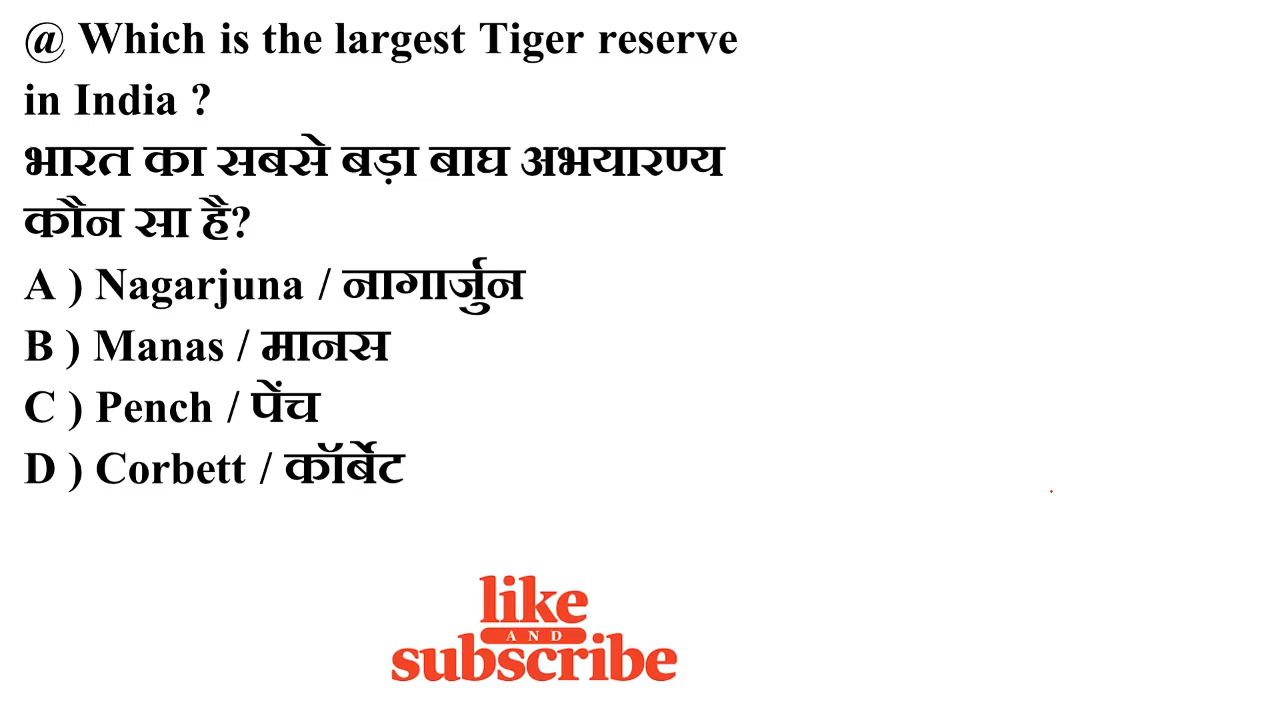 @ Which is the largest Tiger reserve
in India ?
भारत का सबसे बड़ा बाघ अभयारण्य
कौन सा है?
A ) Nagarjuna / नागार्जुन
B ) Manas / मानस
C ) Pench / पेंच
D ) Corbett / कॉर्बेट
like
AND
subscribe